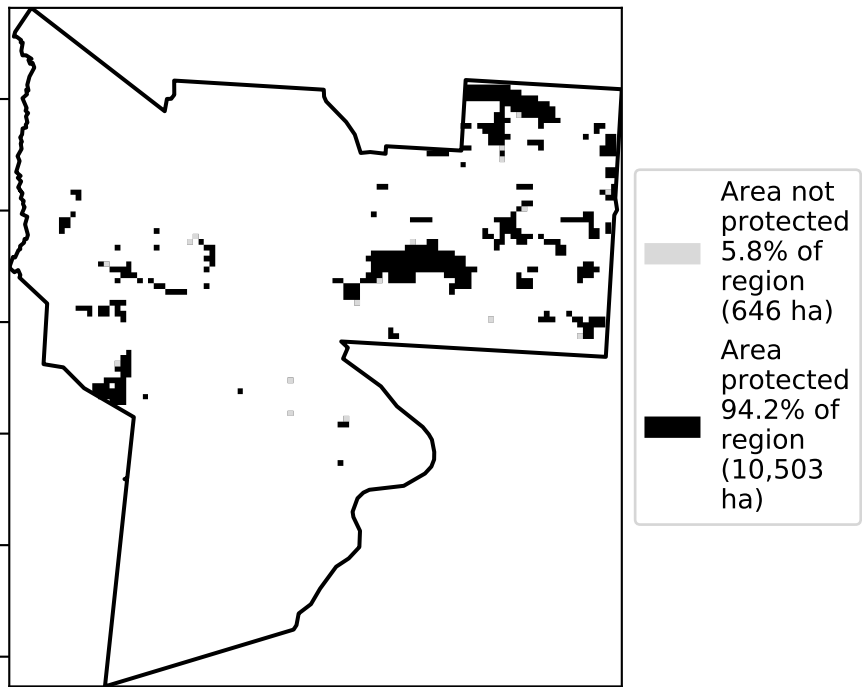 Area not
protected
5.8% of
region
(646 ha)
Area
protected
94.2% of
region
(10,503
ha)